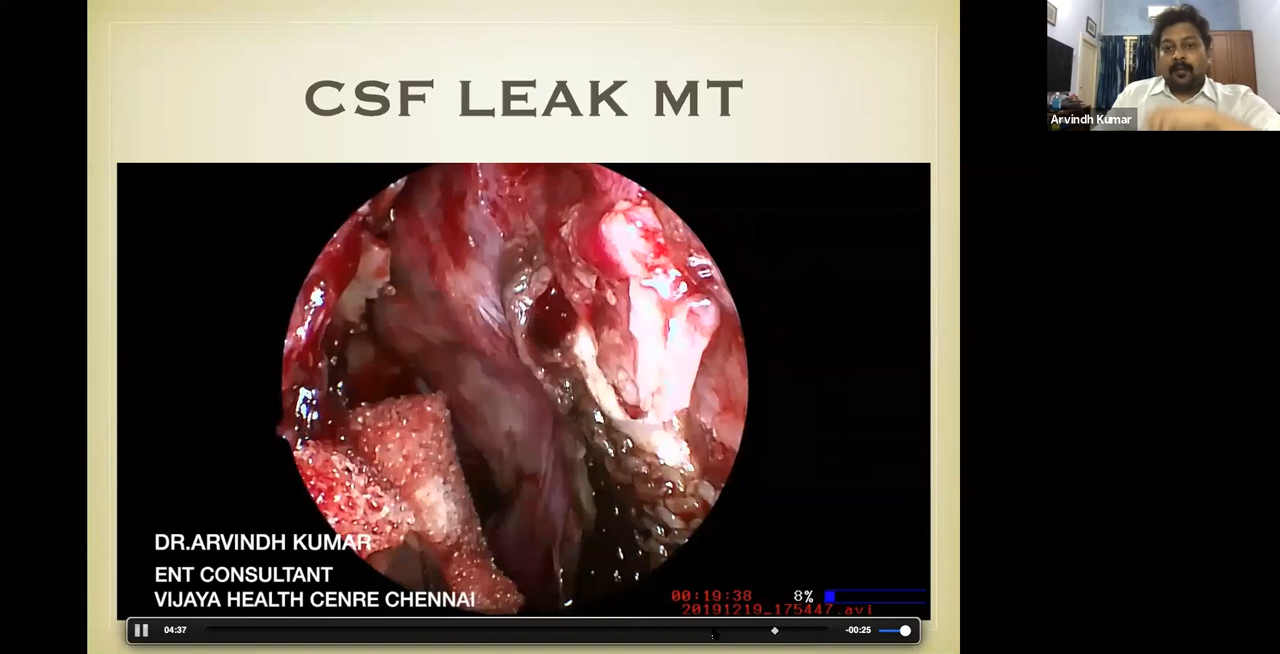 CSF LEAK MT
Arvindh Kumar
DR.ARVINDH KUMAR
ENT CONSULTANT
VIJAYA HEALTH CENRE CHENNAI
00:19:38 8%
20191219_175447.avi
04:37 -00:25